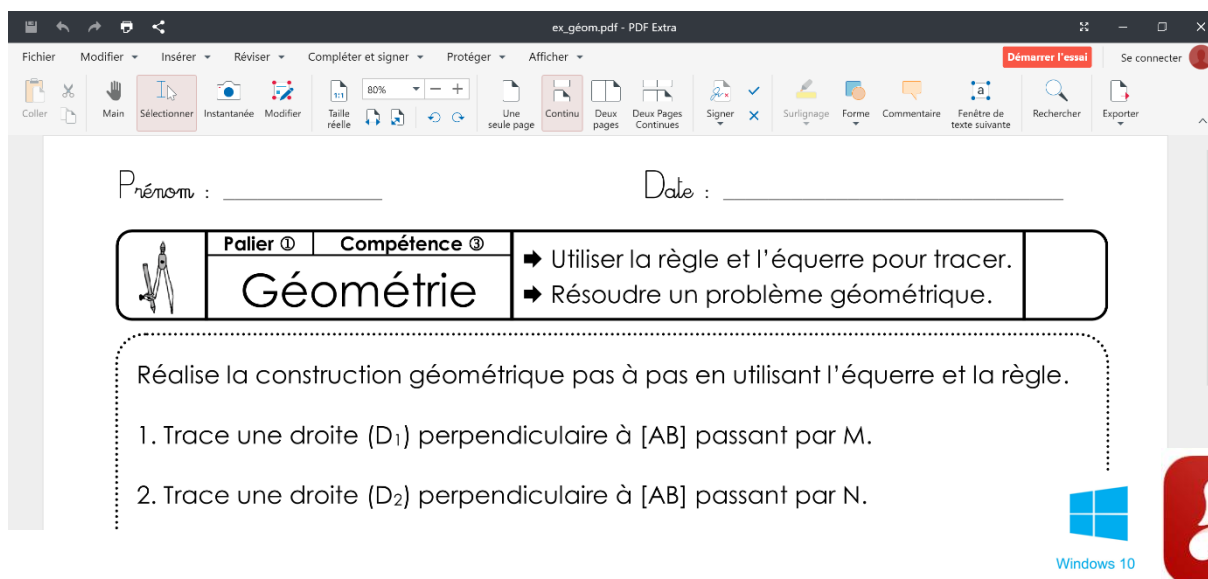 ex_géom.pdf - PDF Extra
Fichier Modifier Insérer Réviser Compléter et signer Protéger Afficher Démarrer l'essai Se connecter
Coller Main Sélectionner Instantanée Modifier Taille réelle 1:1 80% Une seule page Continu Deux pages Deux Pages Continues Signer Surlignage Forme Commentaire a Fenêtre de texte suivante Rechercher Exporter
Prénom : ______________ Date : ______________________________
Palier ① Compétence ③
Géométrie
➡ Utiliser la règle et l'équerre pour tracer.
➡ Résoudre un problème géométrique.
Réalise la construction géométrique pas à pas en utilisant l'équerre et la règle.
1. Trace une droite (D₁) perpendiculaire à [AB] passant par M.
2. Trace une droite (D₂) perpendiculaire à [AB] passant par N.
Windows 10